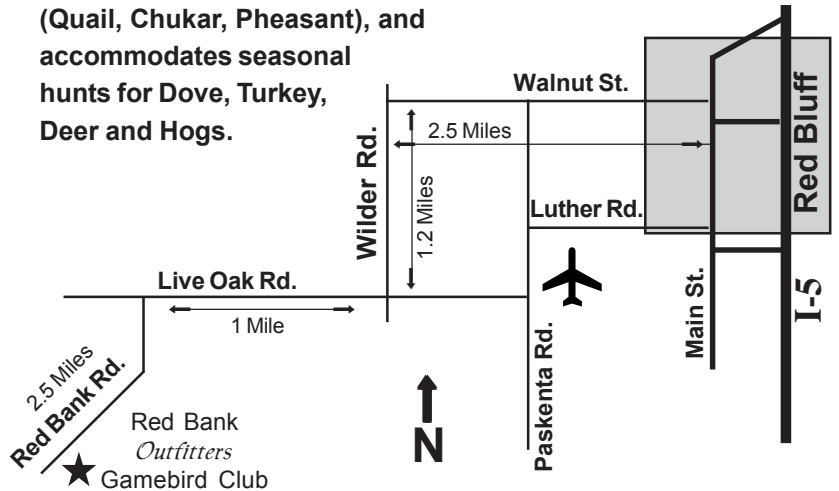 (Quail, Chukar, Pheasant), and
accommodates seasonal
hunts for Dove, Turkey,
Deer and Hogs.
Walnut St.
2.5 Miles
Wilder Rd.
1.2 Miles
Red Bluff
Luther Rd.
Live Oak Rd.
1 Mile
Main St.
I-5
2.5 Miles
Red Bank Rd.
Paskenta Rd.
N
Red Bank
Outfitters
Gamebird Club